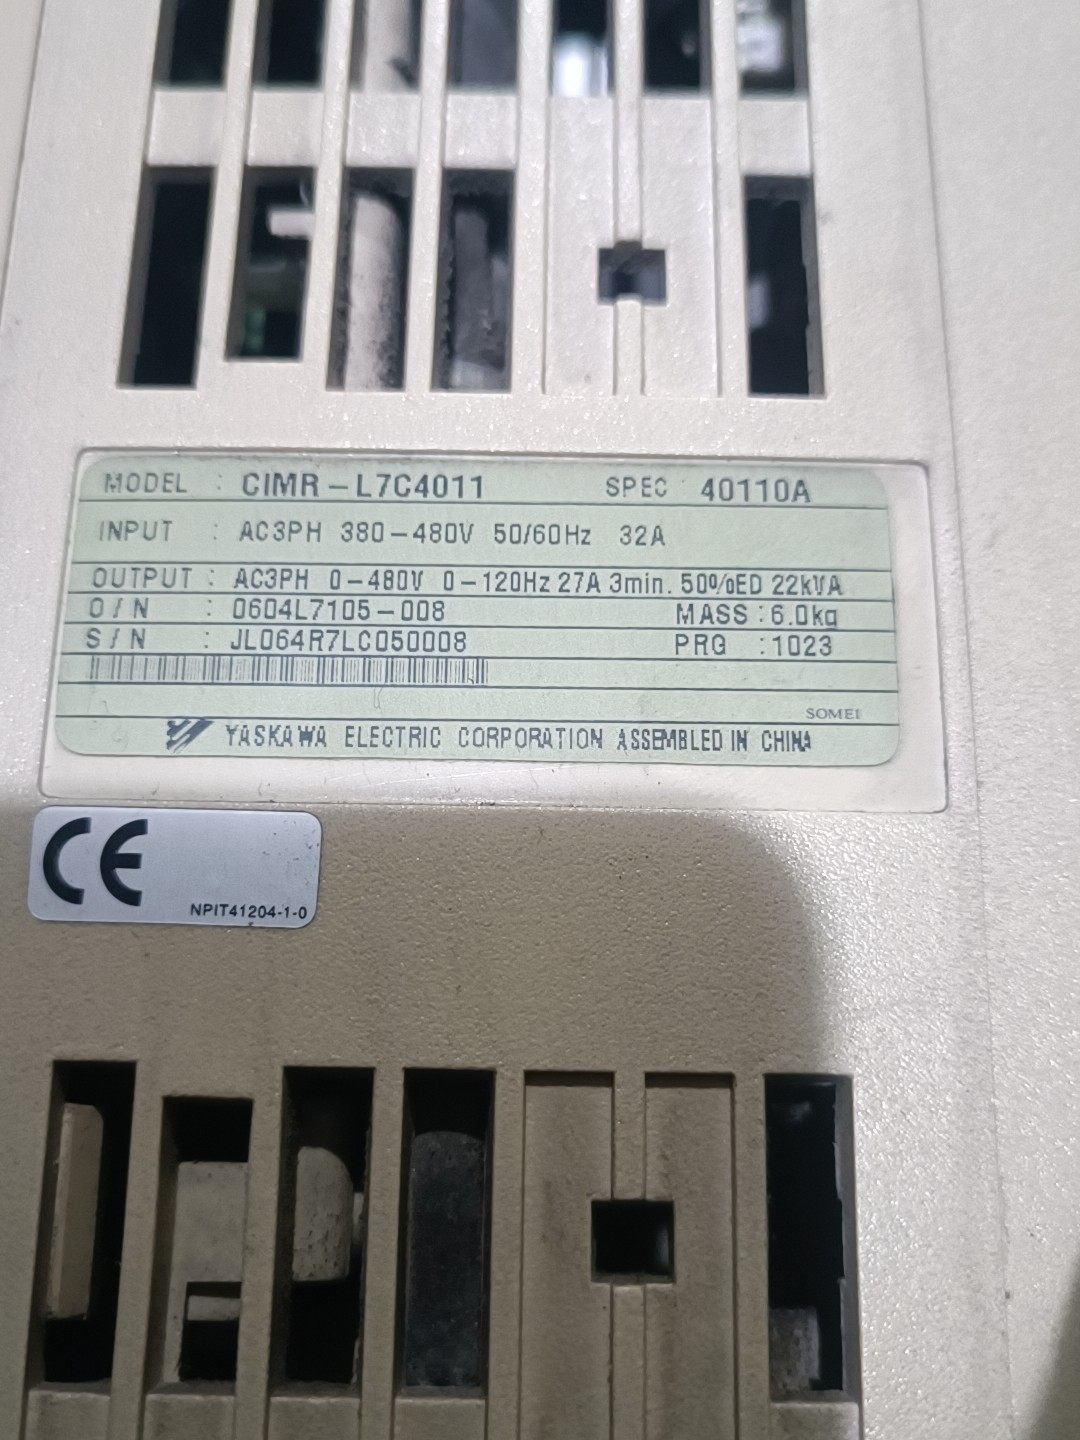 MODEL : CIMR-L7C4011 SPEC : 40110A
INPUT : AC3PH 380-480V 50/60Hz 32A
OUTPUT : AC3PH 0-480V 0-120Hz 27A 3min. 50%ED 22kVA
O/N : 0604L7105-008 MASS : 6.0kg
S/N : JL064R7LC050008 PRG : 1023
SOMEI
YASKAWA ELECTRIC CORPORATION ASSEMBLED IN CHINA
CE
NPIT41204-1-0